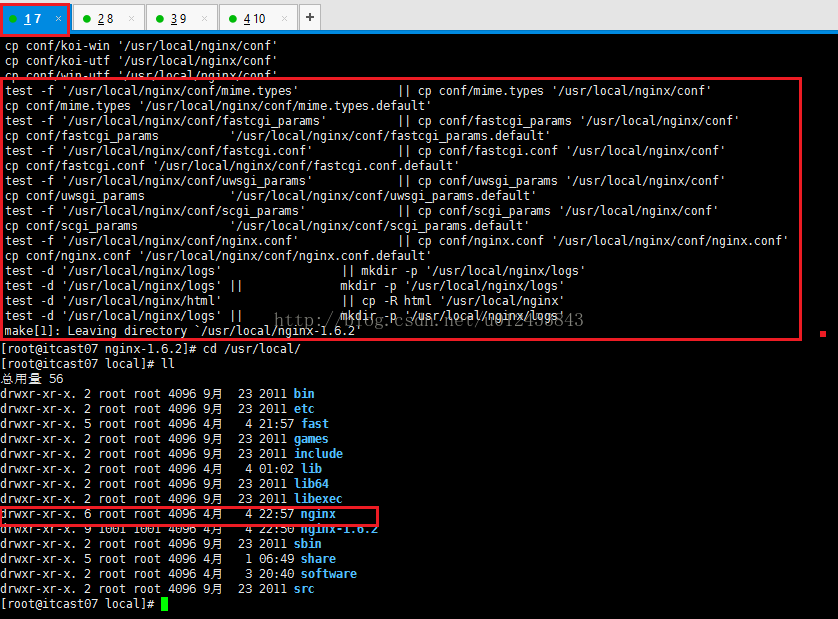 1 7 × 2 8 × 3 9 × 4 10 × +
cp conf/koi-win '/usr/local/nginx/conf'
cp conf/koi-utf '/usr/local/nginx/conf'
cp conf/win-utf '/usr/local/nginx/conf'
test -f '/usr/local/nginx/conf/mime.types' || cp conf/mime.types '/usr/local/nginx/conf'
cp conf/mime.types '/usr/local/nginx/conf/mime.types.default'
test -f '/usr/local/nginx/conf/fastcgi_params' || cp conf/fastcgi_params '/usr/local/nginx/conf'
cp conf/fastcgi_params '/usr/local/nginx/conf/fastcgi_params.default'
test -f '/usr/local/nginx/conf/fastcgi.conf' || cp conf/fastcgi.conf '/usr/local/nginx/conf'
cp conf/fastcgi.conf '/usr/local/nginx/conf/fastcgi.conf.default'
test -f '/usr/local/nginx/conf/uwsgi_params' || cp conf/uwsgi_params '/usr/local/nginx/conf'
cp conf/uwsgi_params '/usr/local/nginx/conf/uwsgi_params.default'
test -f '/usr/local/nginx/conf/scgi_params' || cp conf/scgi_params '/usr/local/nginx/conf'
cp conf/scgi_params '/usr/local/nginx/conf/scgi_params.default'
test -f '/usr/local/nginx/conf/nginx.conf' || cp conf/nginx.conf '/usr/local/nginx/conf/nginx.conf'
cp conf/nginx.conf '/usr/local/nginx/conf/nginx.conf.default'
test -d '/usr/local/nginx/logs' || mkdir -p '/usr/local/nginx/logs'
test -d '/usr/local/nginx/logs' || mkdir -p '/usr/local/nginx/logs'
test -d '/usr/local/nginx/html' || cp -R html '/usr/local/nginx'
test -d '/usr/local/nginx/logs' || mkdir -p '/usr/local/nginx/logs'
make[1]: Leaving directory `/usr/local/nginx-1.6.2'
[root@itcast07 nginx-1.6.2]# cd /usr/local/
[root@itcast07 local]# ll
总用量 56
drwxr-xr-x. 2 root root 4096 9月 23 2011 bin
drwxr-xr-x. 2 root root 4096 9月 23 2011 etc
drwxr-xr-x. 5 root root 4096 4月 4 21:57 fast
drwxr-xr-x. 2 root root 4096 9月 23 2011 games
drwxr-xr-x. 2 root root 4096 9月 23 2011 include
drwxr-xr-x. 2 root root 4096 4月 4 01:02 lib
drwxr-xr-x. 2 root root 4096 9月 23 2011 lib64
drwxr-xr-x. 2 root root 4096 9月 23 2011 libexec
drwxr-xr-x. 6 root root 4096 4月 4 22:57 nginx
drwxr-xr-x. 9 1001 1001 4096 4月 4 22:50 nginx-1.6.2
drwxr-xr-x. 2 root root 4096 9月 23 2011 sbin
drwxr-xr-x. 5 root root 4096 4月 1 06:49 share
drwxr-xr-x. 2 root root 4096 4月 3 20:40 software
drwxr-xr-x. 2 root root 4096 9月 23 2011 src
[root@itcast07 local]#